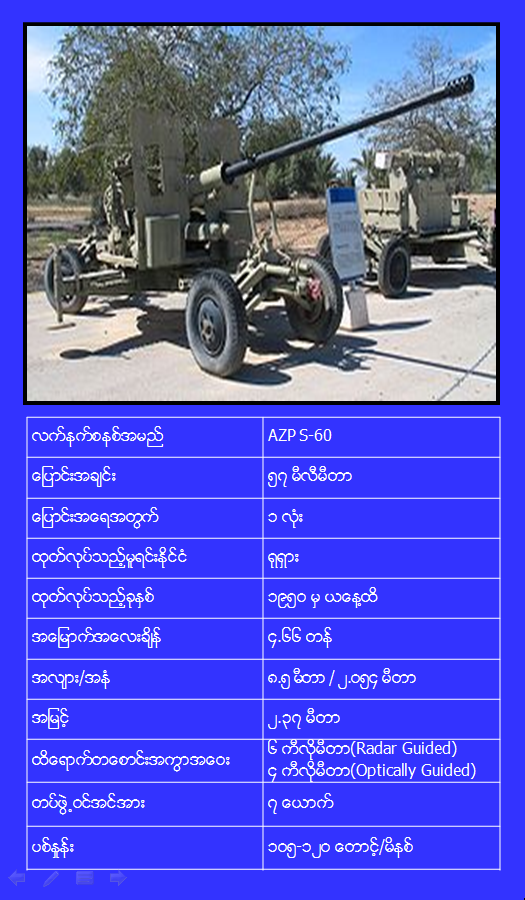 လက်နက်စနစ်အမည် AZP S-60
ပြောင်းအချင်း ၅၇ မီလီမီတာ
ပြောင်းအရေအတွက် ၁ လုံး
ထုတ်လုပ်သည့်မူရင်းနိုင်ငံ ရုရှား
ထုတ်လုပ်သည့်ခုနှစ် ၁၉၅၀ မှ ယနေ့ထိ
အမြောက်အလေးချိန် ၄.၆၆ တန်
အလျား/အနံ ၈.၅ မီတာ / ၂.၀၅၄ မီတာ
အမြင့် ၂.၃၇ မီတာ
ထိရောက်တစောင်းအကွာအဝေး ၆ ကီလိုမီတာ(Radar Guided)
၄ ကီလိုမီတာ(Optically Guided)
တပ်ဖွဲ့ဝင်အင်အား ၇ ယောက်
ပစ်နှုန်း ၁၀၅-၁၂၀ တောင့်/မိနစ်